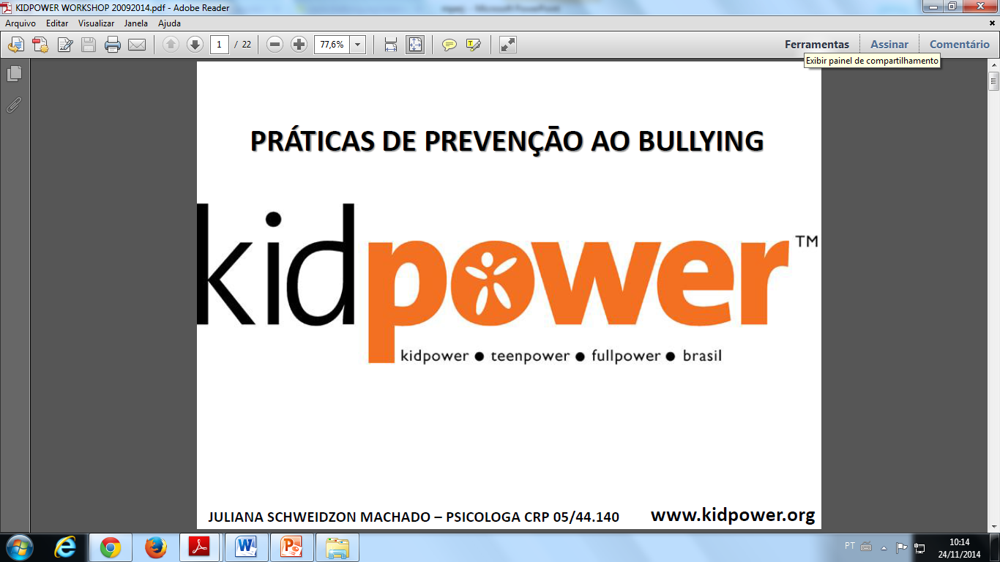 KIDPOWER WORKSHOP 20092014.pdf - Adobe Reader
Arquivo Editar Visualizar Janela Ajuda
1 / 22 77,6% Ferramentas Assinar Comentário
Exibir painel de compartilhamento
PRÁTICAS DE PREVENÇÃO AO BULLYING
kidpower TM
kidpower ● teenpower ● fullpower ● brasil
JULIANA SCHWEIDZON MACHADO – PSICOLOGA CRP 05/44.140 www.kidpower.org
PT 10:14
24/11/2014